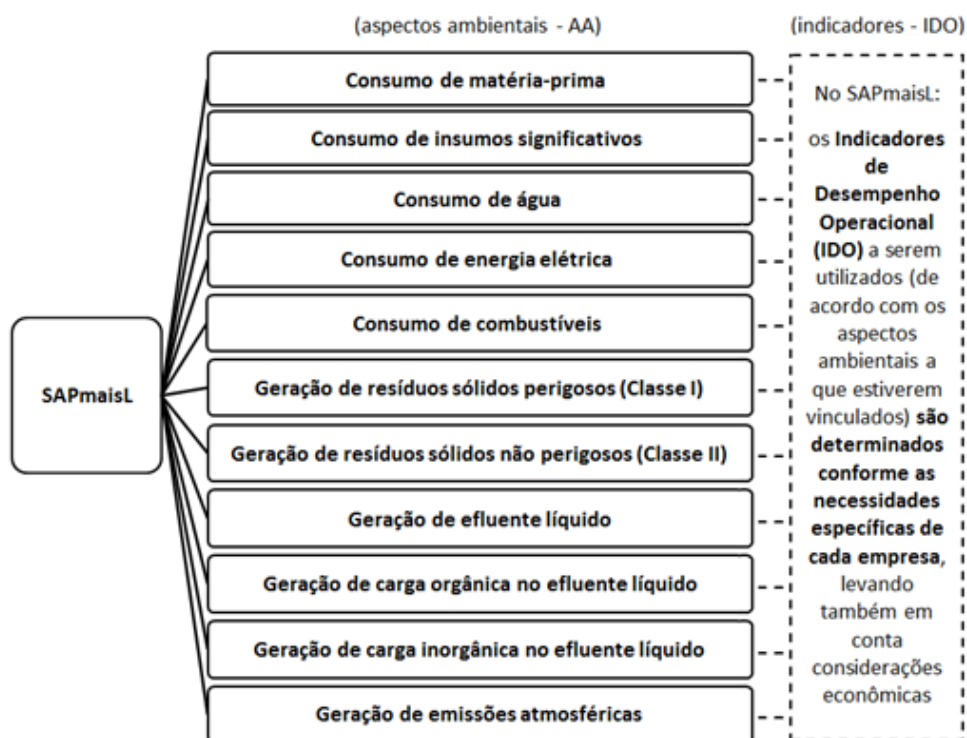 (aspectos ambientais - AA)
(indicadores - IDO)
SAPmaisL
Consumo de matéria-prima
Consumo de insumos significativos
Consumo de água
Consumo de energia elétrica
Consumo de combustíveis
Geração de resíduos sólidos perigosos (Classe I)
Geração de resíduos sólidos não perigosos (Classe II)
Geração de efluente líquido
Geração de carga orgânica no efluente líquido
Geração de carga inorgânica no efluente líquido
Geração de emissões atmosféricas
No SAPmaisL:
os Indicadores
de
Desempenho
Operacional
(IDO) a serem
utilizados (de
acordo com os
aspectos
ambientais a
que estiverem
vinculados) são
determinados
conforme as
necessidades
específicas de
cada empresa,
levando
também em
conta
considerações
econômicas